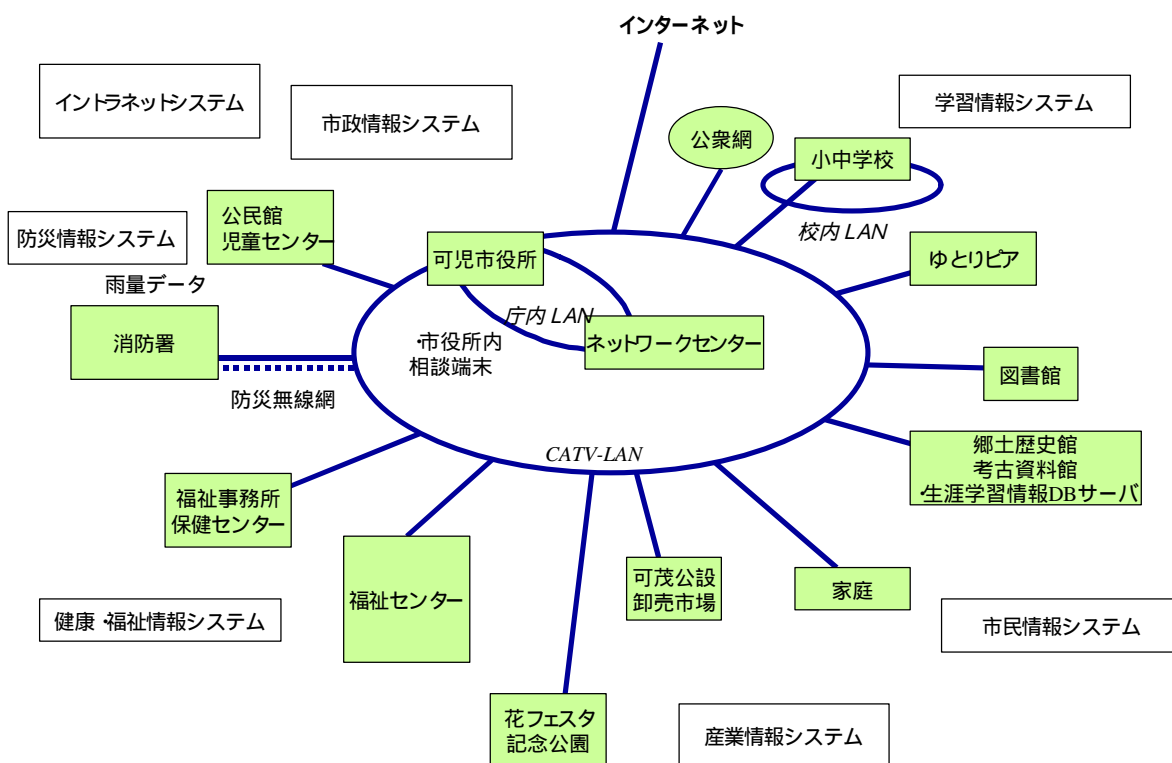 インターネット
イントラネットシステム
市政情報システム
学習情報システム
公衆網
小中学校
校内 LAN
公民館
児童センター
防災情報システム
雨量データ
可児市役所
ゆとりピア
庁内 LAN
消防署
・市役所内
相談端末
ネットワークセンター
図書館
防災無線網
CATV-LAN
郷土歴史館
考古資料館
・生涯学習情報DBサーバ
福祉事務所
保健センター
福祉センター
可茂公設
卸売市場
家庭
健康・福祉情報システム
市民情報システム
花フェスタ
記念公園
産業情報システム